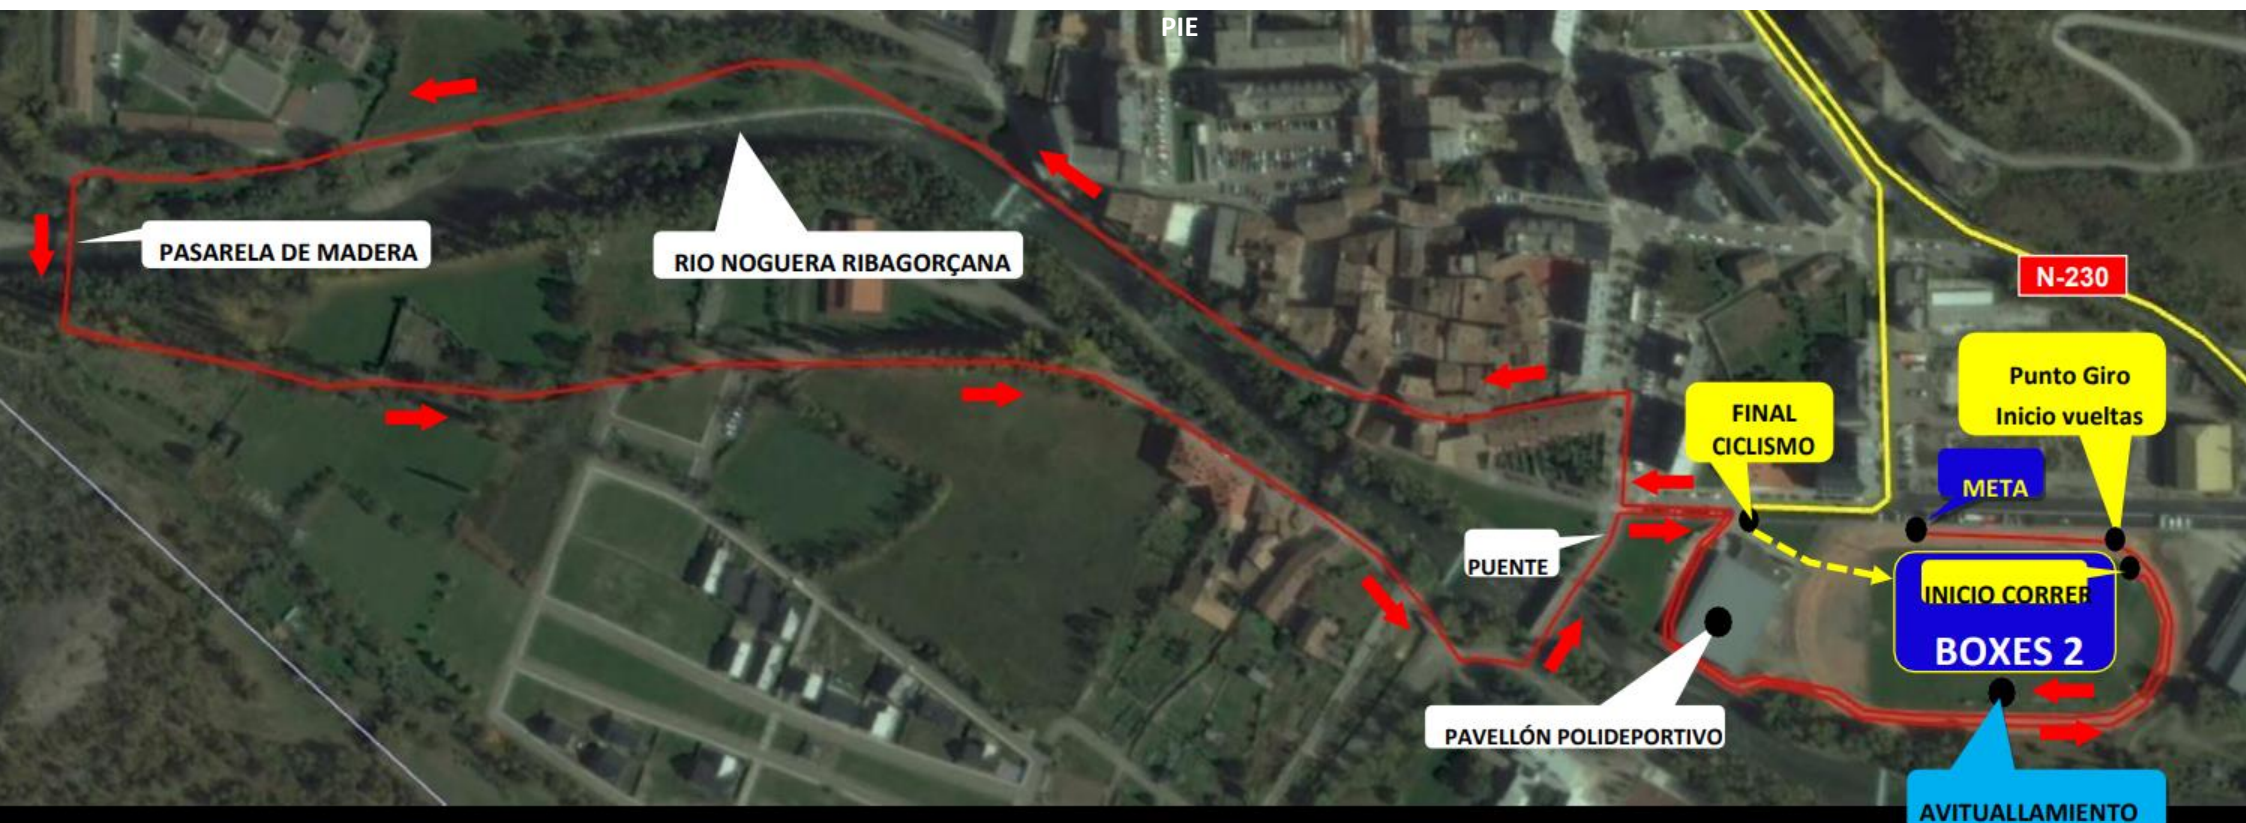 PIE
PASARELA DE MADERA
RIO NOGUERA RIBAGORÇANA
N-230
Punto Giro
Inicio vueltas
FINAL
CICLISMO
META
PUENTE
INICIO CORRER
BOXES 2
PAVELLÓN POLIDEPORTIVO
AVITUALLAMIENTO